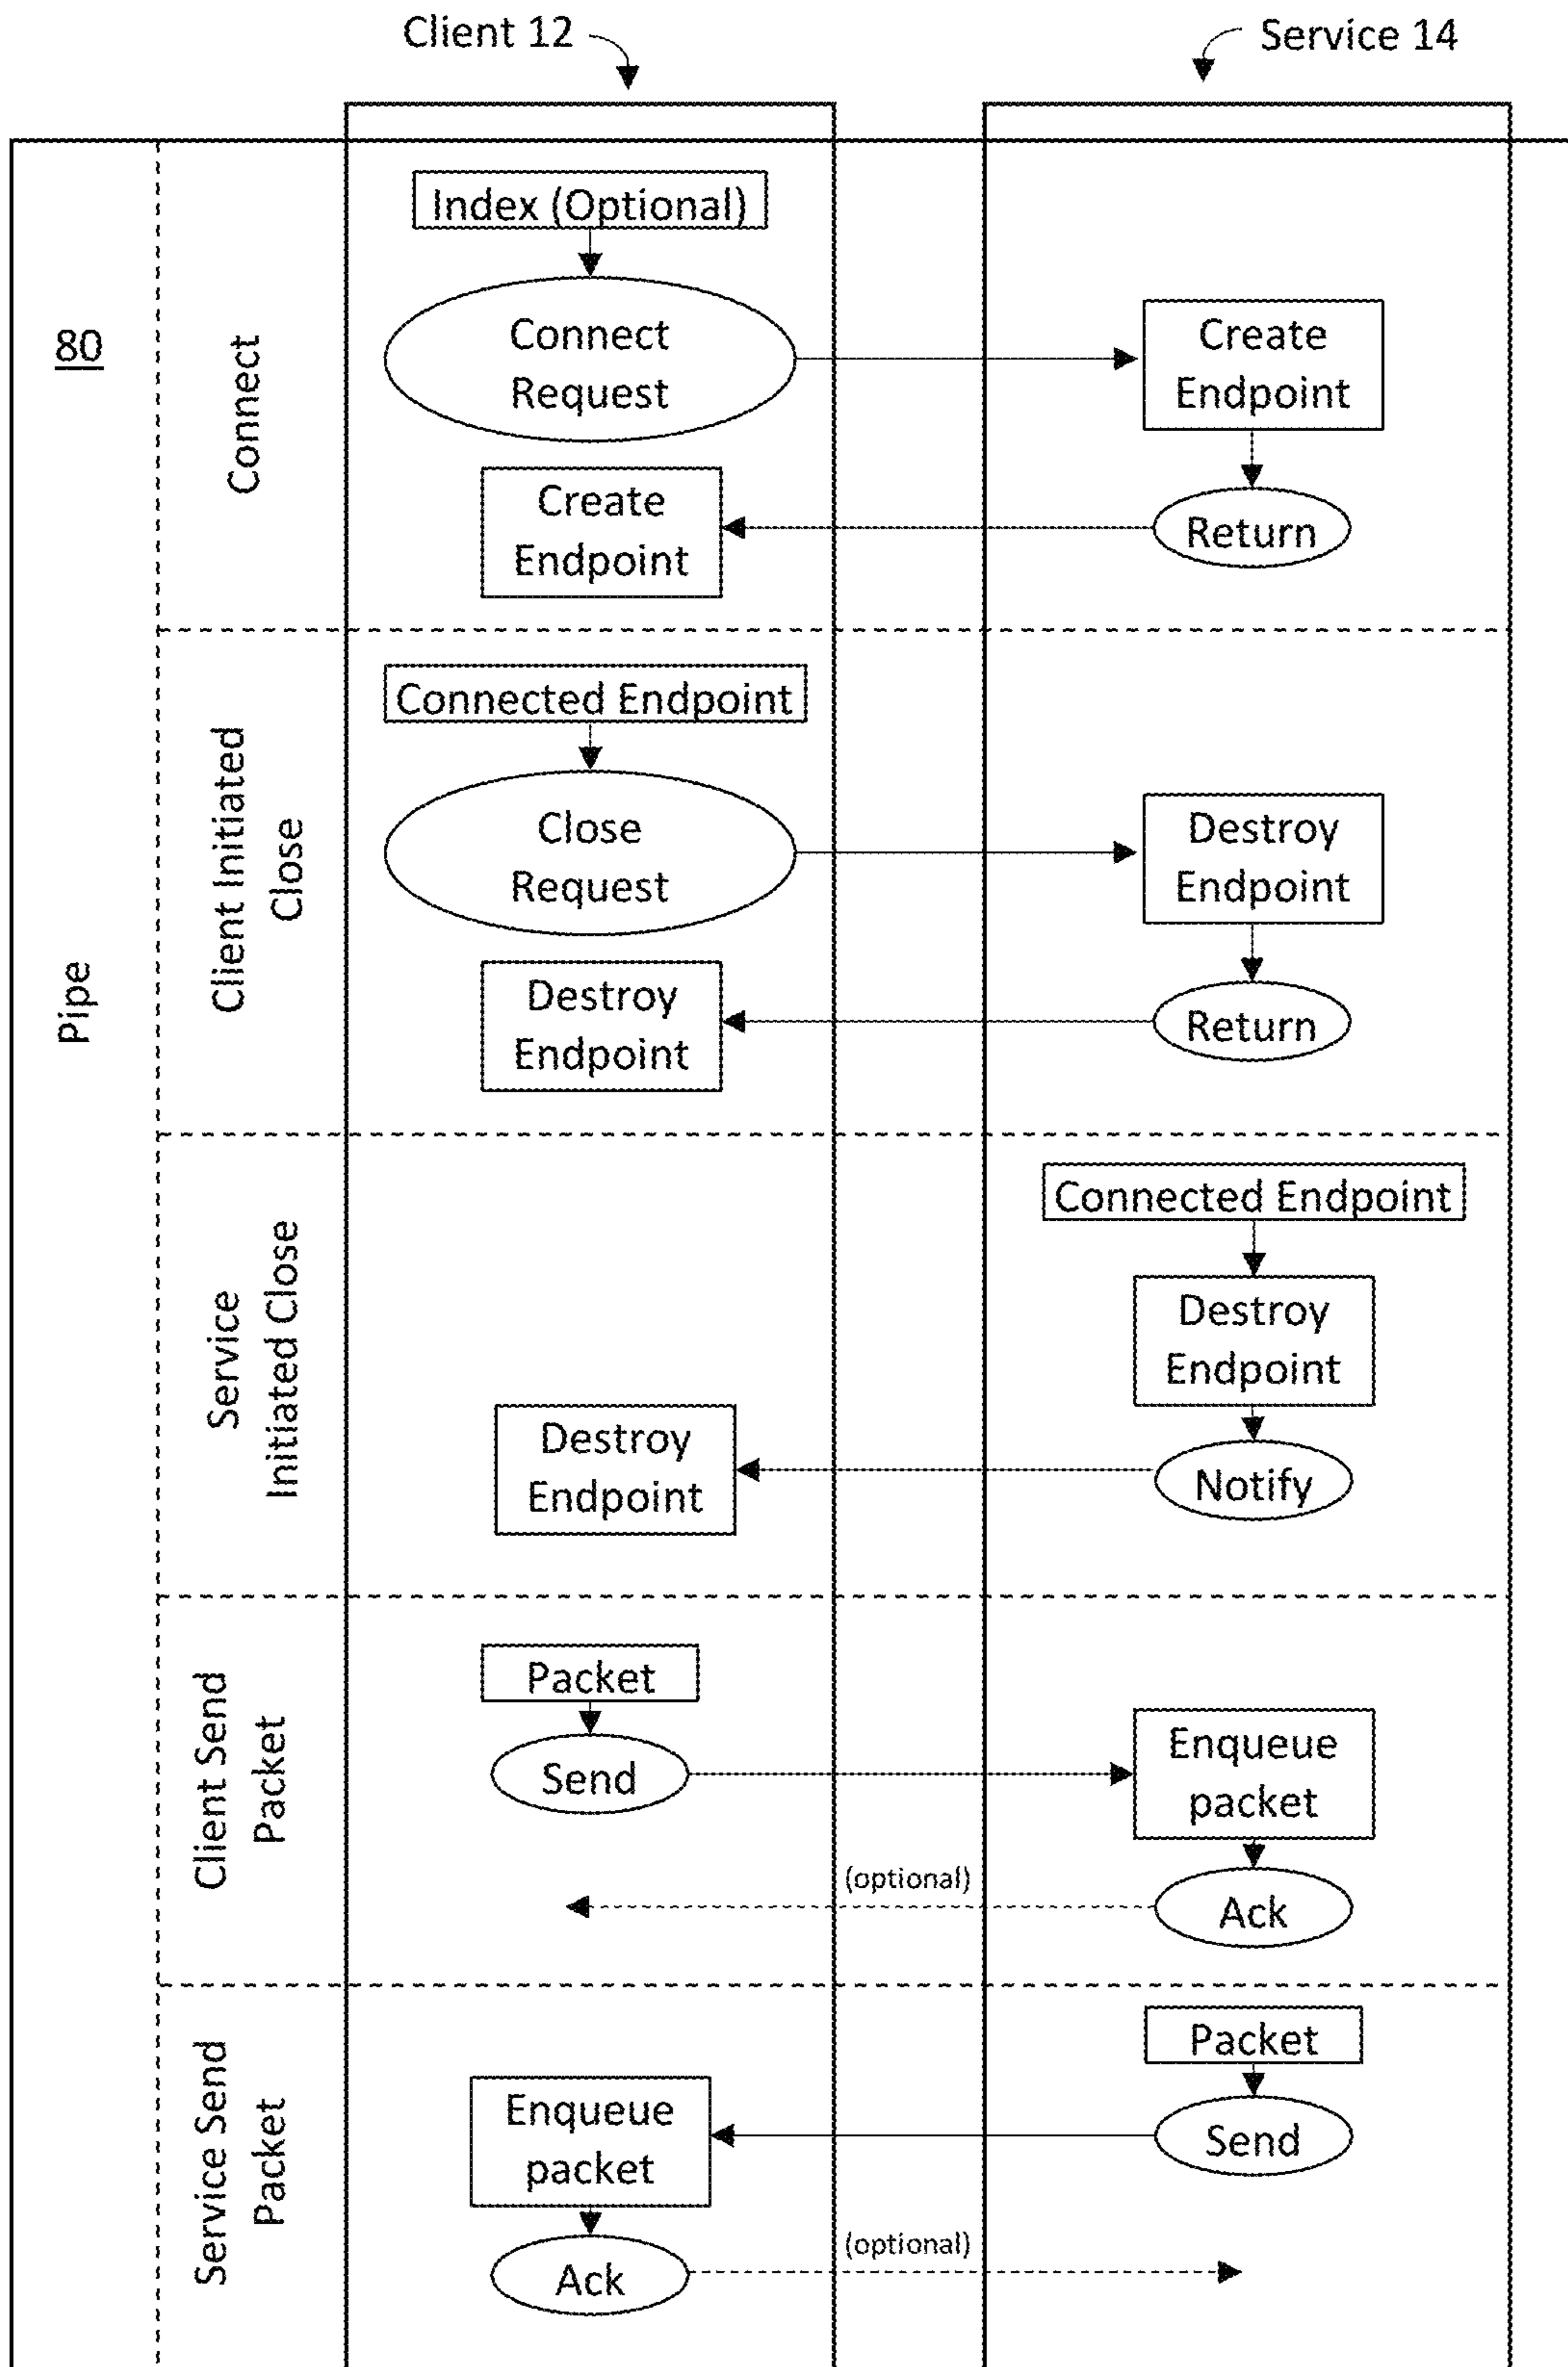 Client 12
Service 14
80
Pipe
Connect
Index (Optional)
Connect
Request
Create
Endpoint
Return
Create
Endpoint
Client Initiated
Close
Connected Endpoint
Close
Request
Destroy
Endpoint
Return
Destroy
Endpoint
Service
Initiated Close
Connected Endpoint
Destroy
Endpoint
Notify
Destroy
Endpoint
Client Send
Packet
Packet
Send
Enqueue
packet
Ack
(optional)
Service Send
Packet
Packet
Send
Enqueue
packet
Ack
(optional)